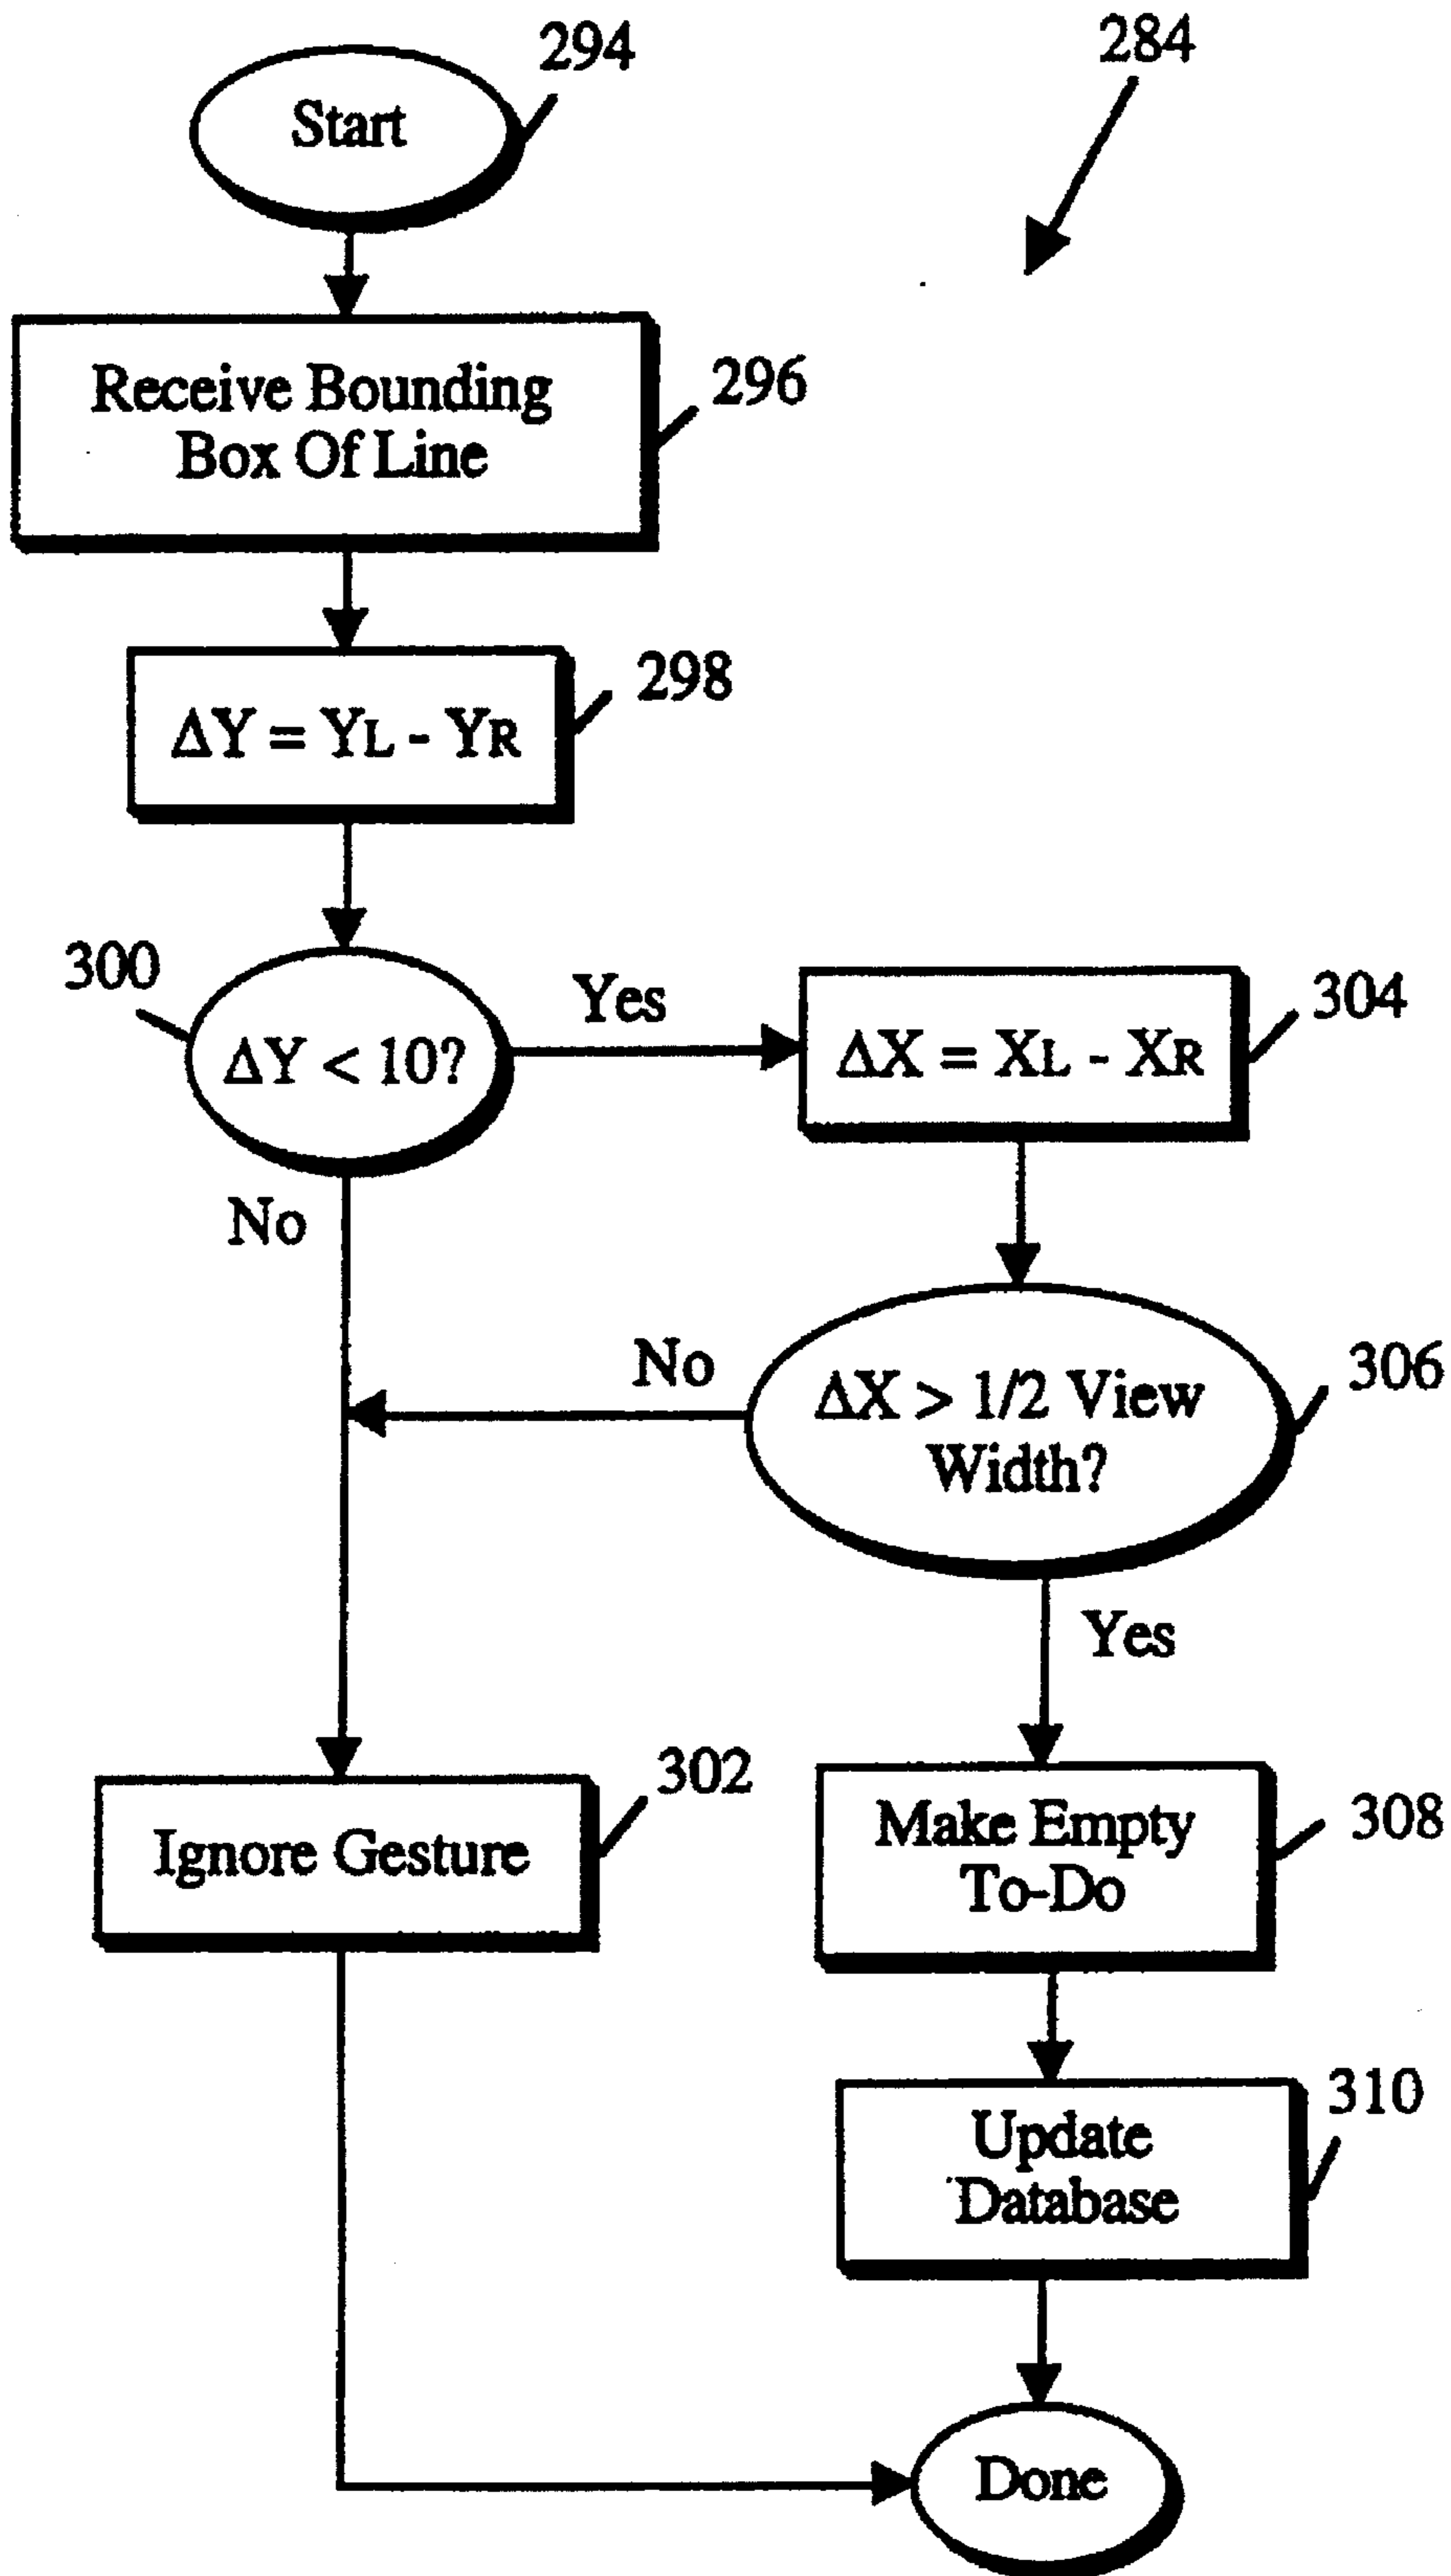 284
294
Start
Receive Bounding
Box Of Line
296
ΔY = YL - YR
298
300
ΔY < 10?
Yes
No
ΔX = XL - XR
304
ΔX > 1/2 View
Width?
306
No
Yes
Ignore Gesture
302
Make Empty
To-Do
308
Update
Database
310
Done